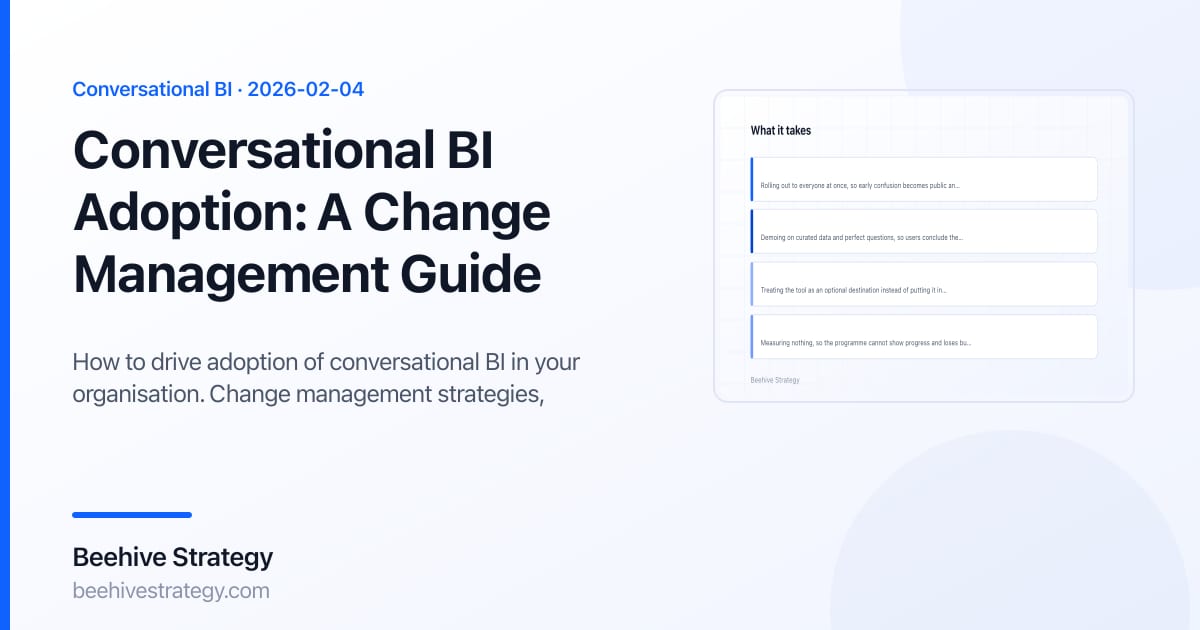 Conversational BI · 2026-02-04
Conversational BI
Adoption: A Change
Management Guide
How to drive adoption of conversational BI in your
organisation. Change management strategies,
Beehive Strategy
beehivestrategy.com
What it takes
Rolling out to everyone at once, so early confusion becomes public an...
Demoing on curated data and perfect questions, so users conclude the...
Treating the tool as an optional destination instead of putting it in...
Measuring nothing, so the programme cannot show progress and loses bu...
Beehive Strategy